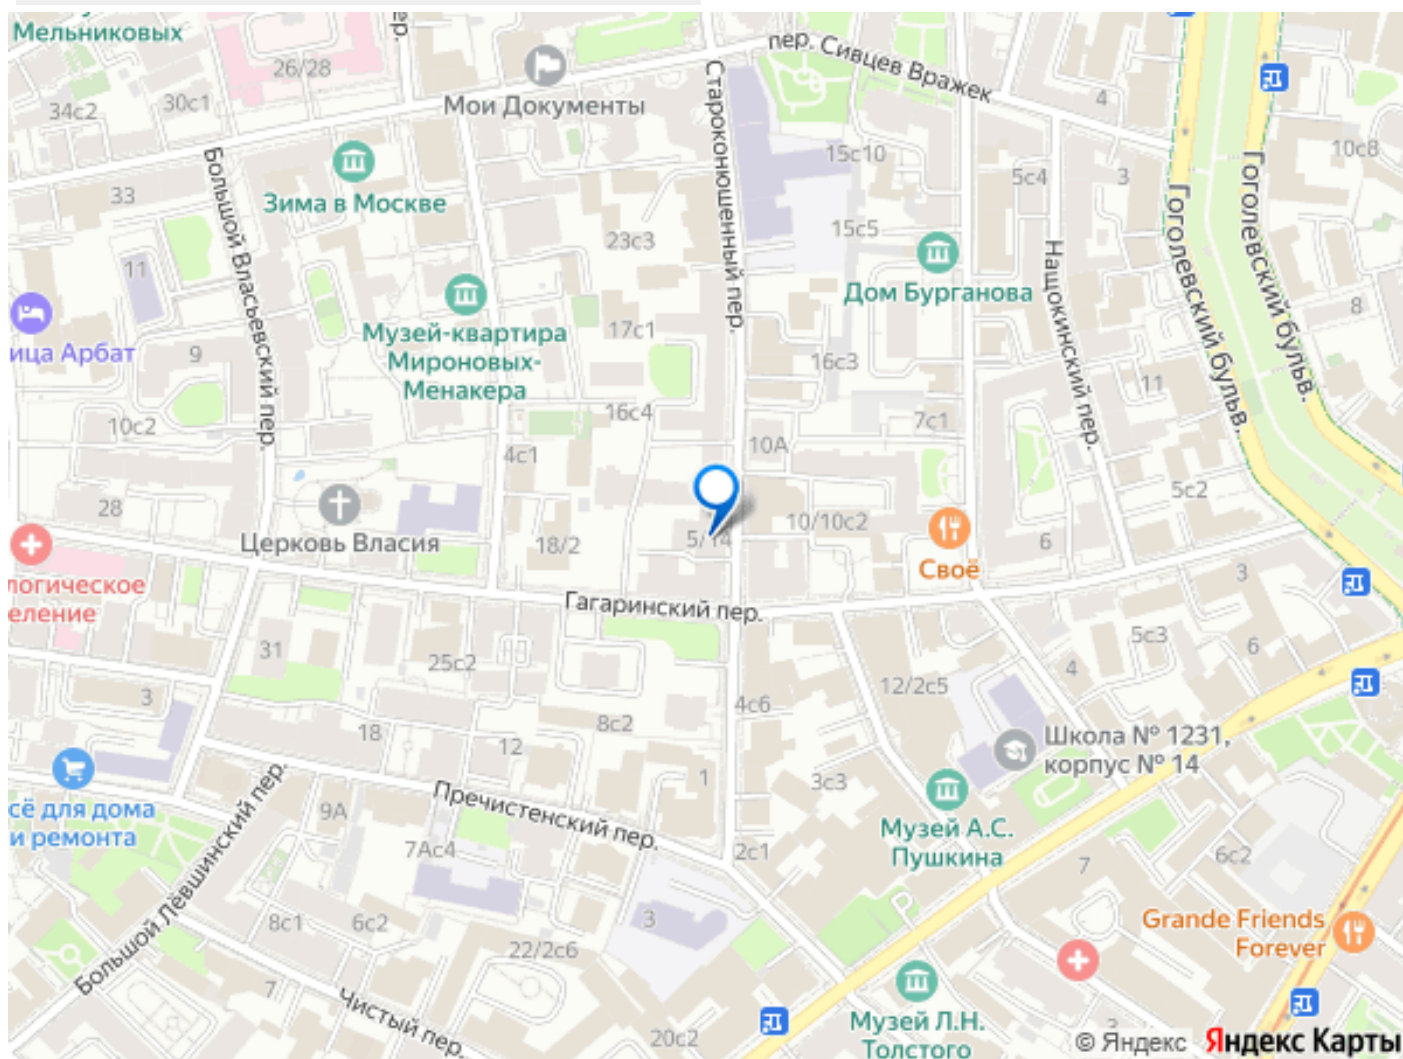 Мельниковых
пер.
26/28
34с2
30с1
Мои Документы
Староконюшенный пер.
пер. Сивцев Вражек
4
10с8
33
Большой Власьевский пер.
Зима в Москве
23с3
15с10
5с4
3
15с5
Гоголевский бульв.
Гоголевский бульв.
11
Дом Бурганова
Нащокинский пер.
8
ица Арбат
9
Музей-квартира
Мироновых-
Менакера
17с1
16с3
11
10с2
16с4
7с1
4с1
10А
28
5с2
Церковь Власия
18/2
5/14
10/10с2
6
Своё
логическое
еление
3
Гагаринский пер.
31
25с2
5с3
6
4
3
4с6
12/2с5
18
12
8с2
Школа № 1231,
корпус № 14
1
3с3
сё для дома
и ремонта
9А
Пречистенский пер.
Музей А.С.
Пушкина
7Ас4
2с1
7
6с2
Большой Лёвшинский пер.
8с1
6с2
22/2с6
3
Grande Friends
Forever
7
Чистый пер.
20с2
Музей Л.Н.
Толстого
© Яндекс Яндекс Карты